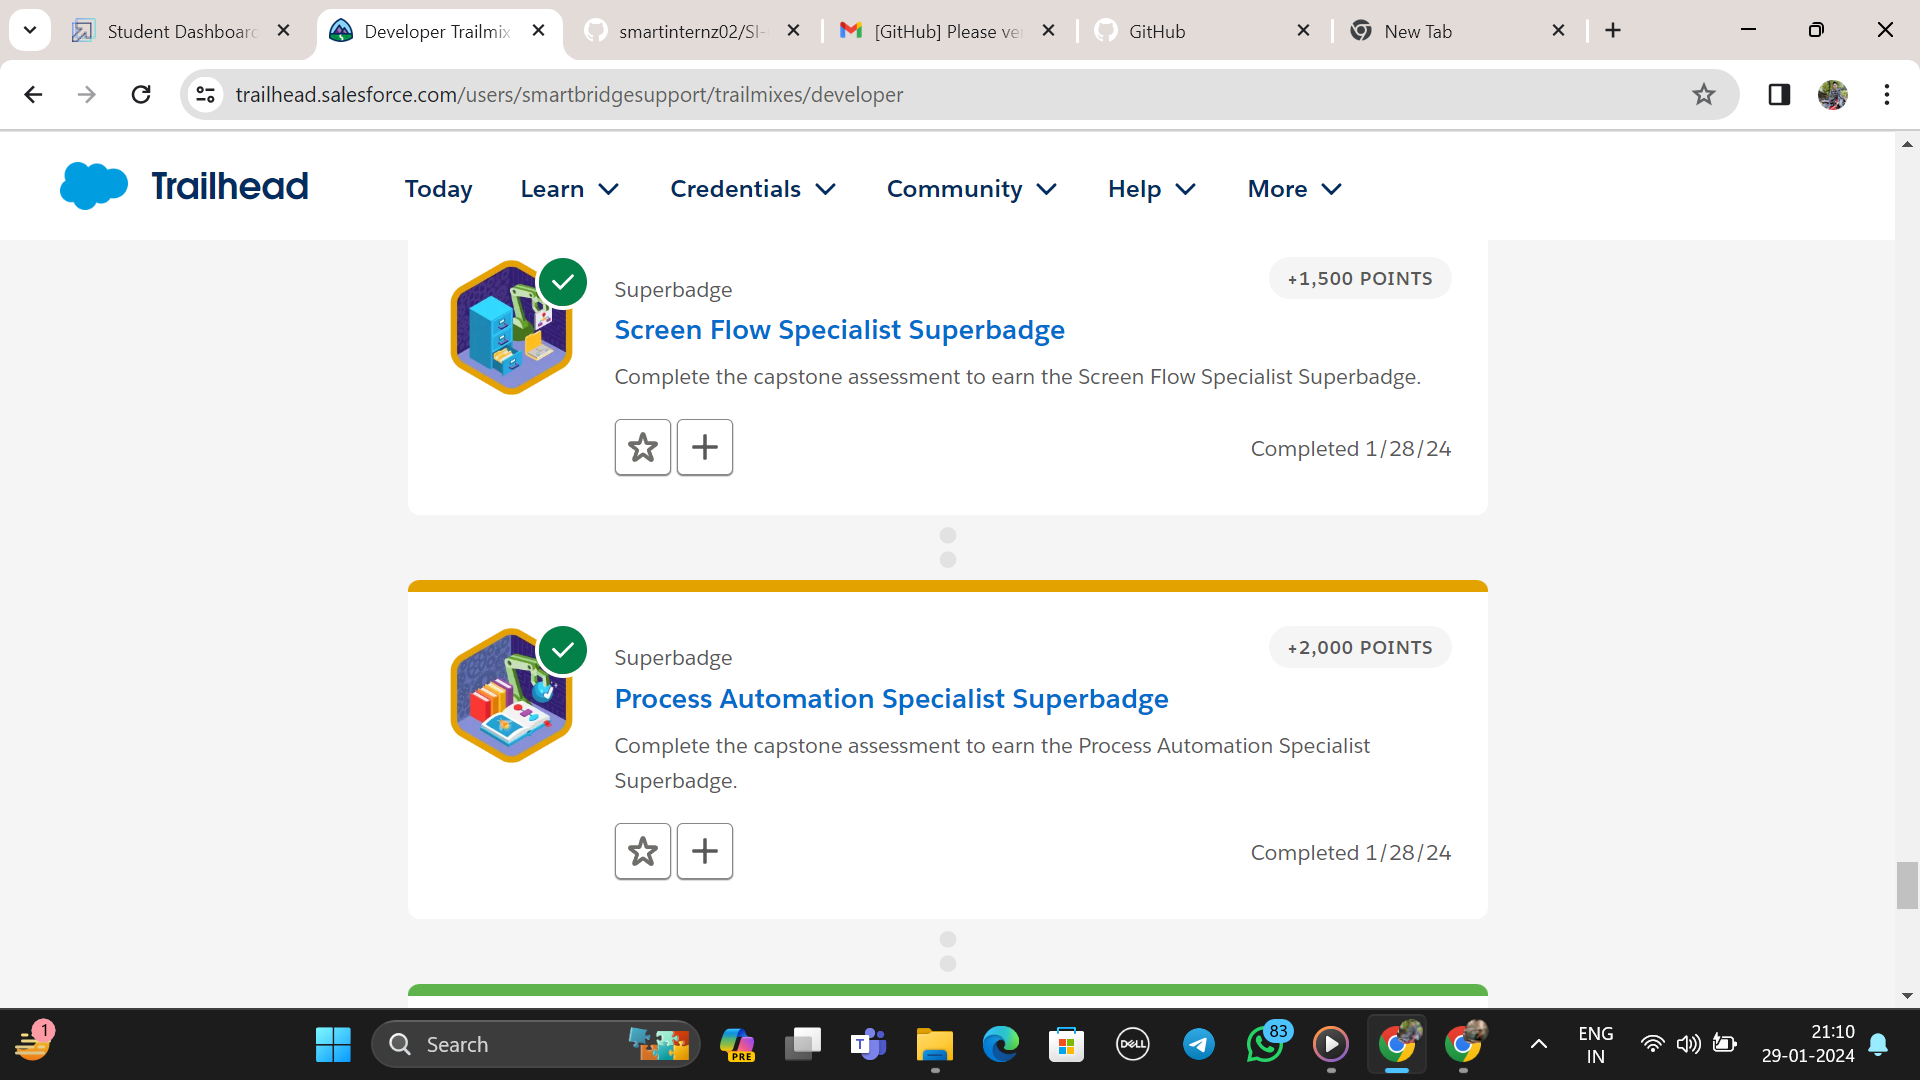 Student Dashboard
Developer Trailmix
smartinternz02/SI-
[GitHub] Please ve
GitHub
New Tab
trailhead.salesforce.com/users/smartbridgesupport/trailmixes/developer
Trailhead
Today
Learn
Credentials
Community
Help
More
Superbadge
+1,500 POINTS
Screen Flow Specialist Superbadge
Complete the capstone assessment to earn the Screen Flow Specialist Superbadge.
Completed 1/28/24
Superbadge
+2,000 POINTS
Process Automation Specialist Superbadge
Complete the capstone assessment to earn the Process Automation Specialist
Superbadge.
Completed 1/28/24
1
Search
PRE
T
DELL
83
ENG
IN
21:10
29-01-2024